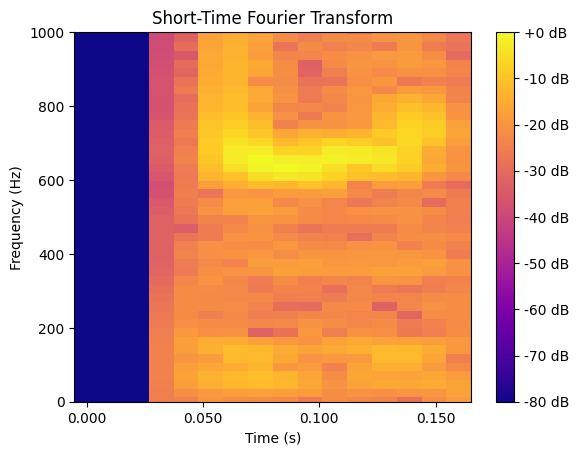 Short-Time Fourier Transform
1000
800
600
400
200
0
Frequency (Hz)
0.000
0.050
0.100
0.150
Time (s)
+0 dB
-10 dB
-20 dB
-30 dB
-40 dB
-50 dB
-60 dB
-70 dB
-80 dB